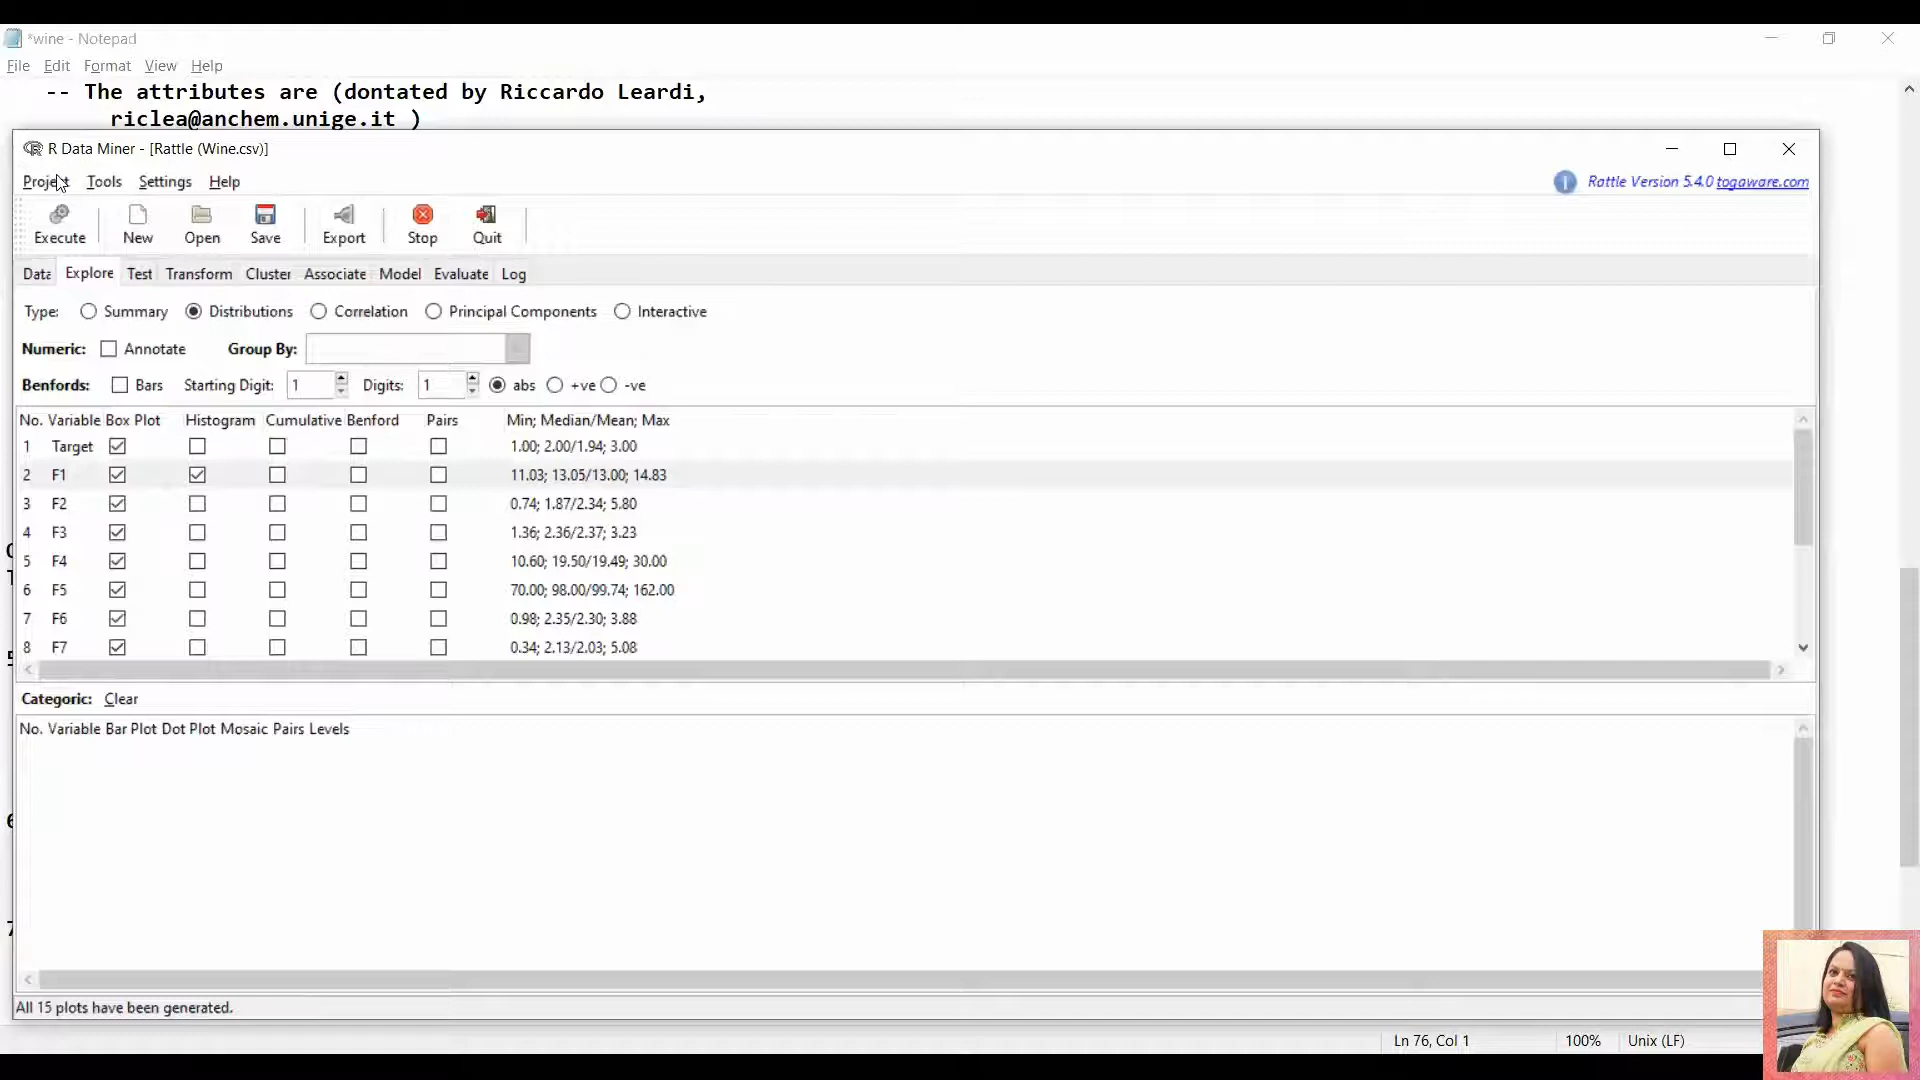 *wine - Notepad
File Edit Format View Help
-- The attributes are (dontated by Riccardo Leardi,
riclea@anchem.unige.it )
R Data Miner - [Rattle (Wine.csv)]
Project Tools Settings Help
Rattle Version 5.4.0 togaware.com
Execute New Open Save Export Stop Quit
Data Explore Test Transform Cluster Associate Model Evaluate Log
Type: Summary Distributions Correlation Principal Components Interactive
Numeric: Annotate Group By:
Benfords: Bars Starting Digit: 1 Digits: 1 abs +ve -ve
No. Variable Box Plot Histogram Cumulative Benford Pairs Min; Median/Mean; Max
1 Target 1.00; 2.00/1.94; 3.00
2 F1 11.03; 13.05/13.00; 14.83
3 F2 0.74; 1.87/2.34; 5.80
4 F3 1.36; 2.36/2.37; 3.23
5 F4 10.60; 19.50/19.49; 30.00
6 F5 70.00; 98.00/99.74; 162.00
7 F6 0.98; 2.35/2.30; 3.88
8 F7 0.34; 2.13/2.03; 5.08
Categoric: Clear
No. Variable Bar Plot Dot Plot Mosaic Pairs Levels
All 15 plots have been generated.
Ln 76, Col 1 100% Unix (LF)